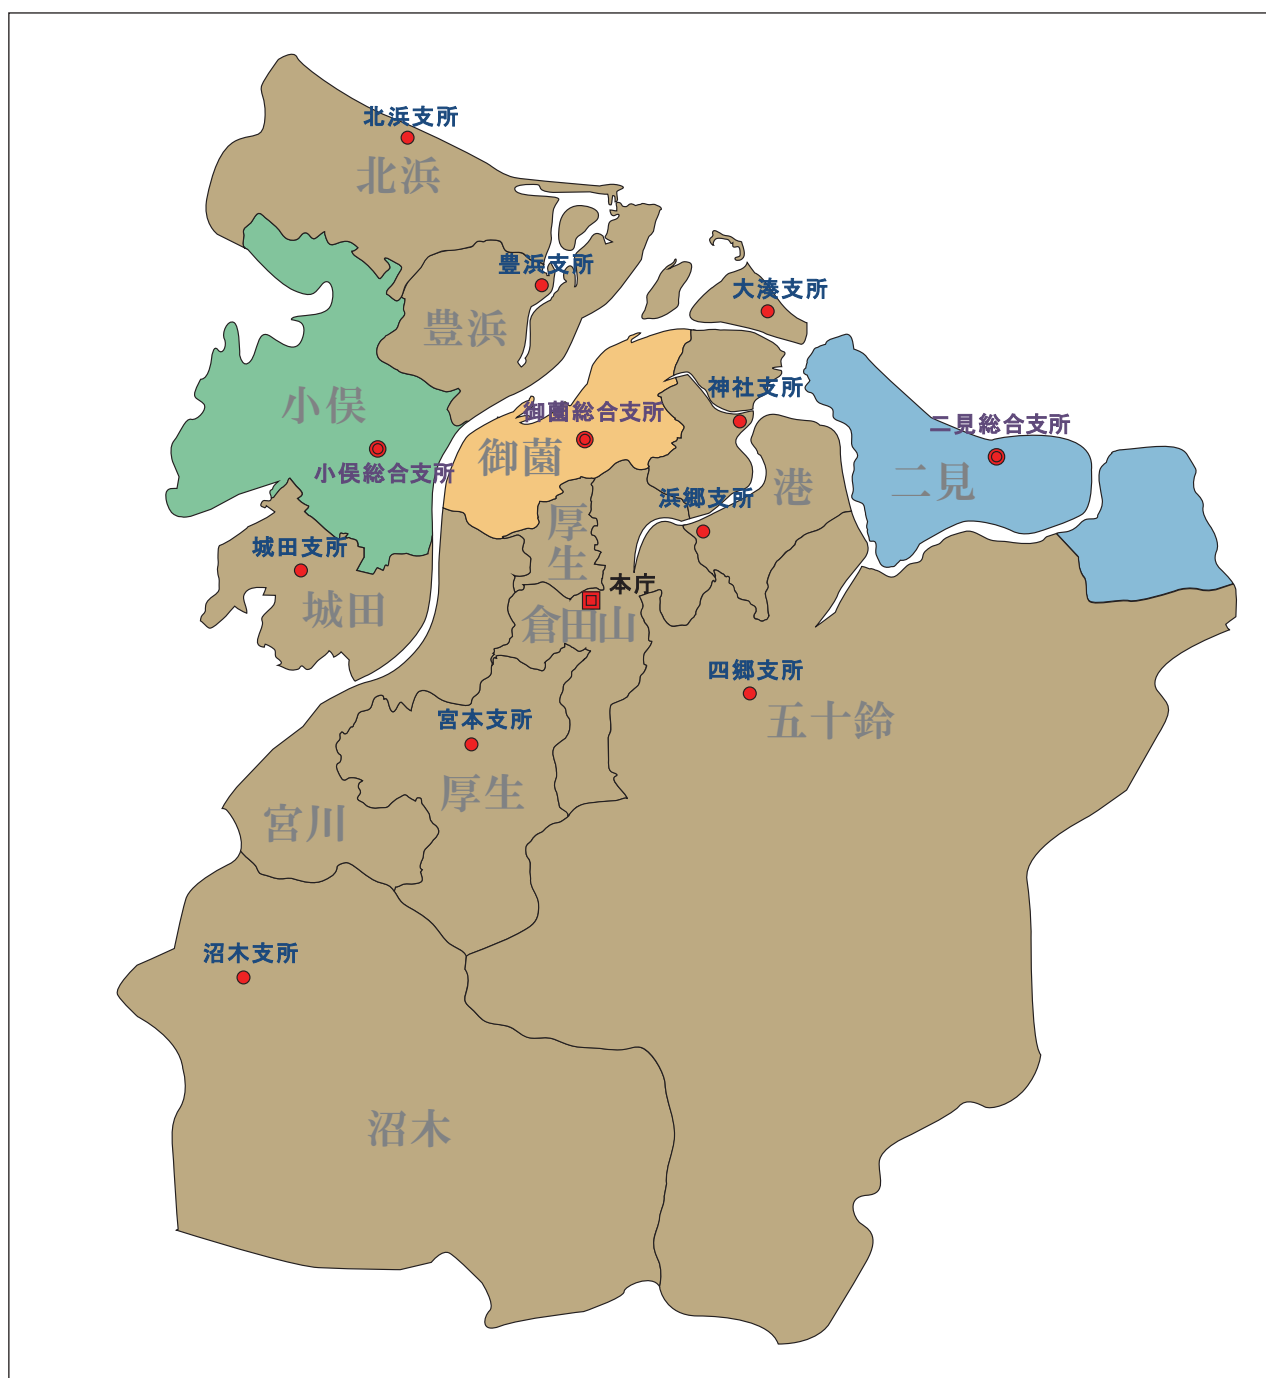 北浜支所
北浜
豊浜支所
大湊支所
豊浜
神社支所
小俣
御薗総合支所
二見総合支所
御薗
小俣総合支所
港
二見
浜郷支所
厚生
城田支所
本庁
城田
倉田山
四郷支所
宮本支所
五十鈴
厚生
宮川
沼木支所
沼木